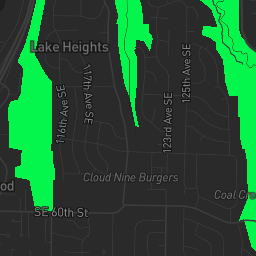 Lake Heights
116th Ave SE
117th Ave SE
125th Ave SE
123rd Ave SE
Cloud Nine Burgers
Coal Cre
SE 60th St